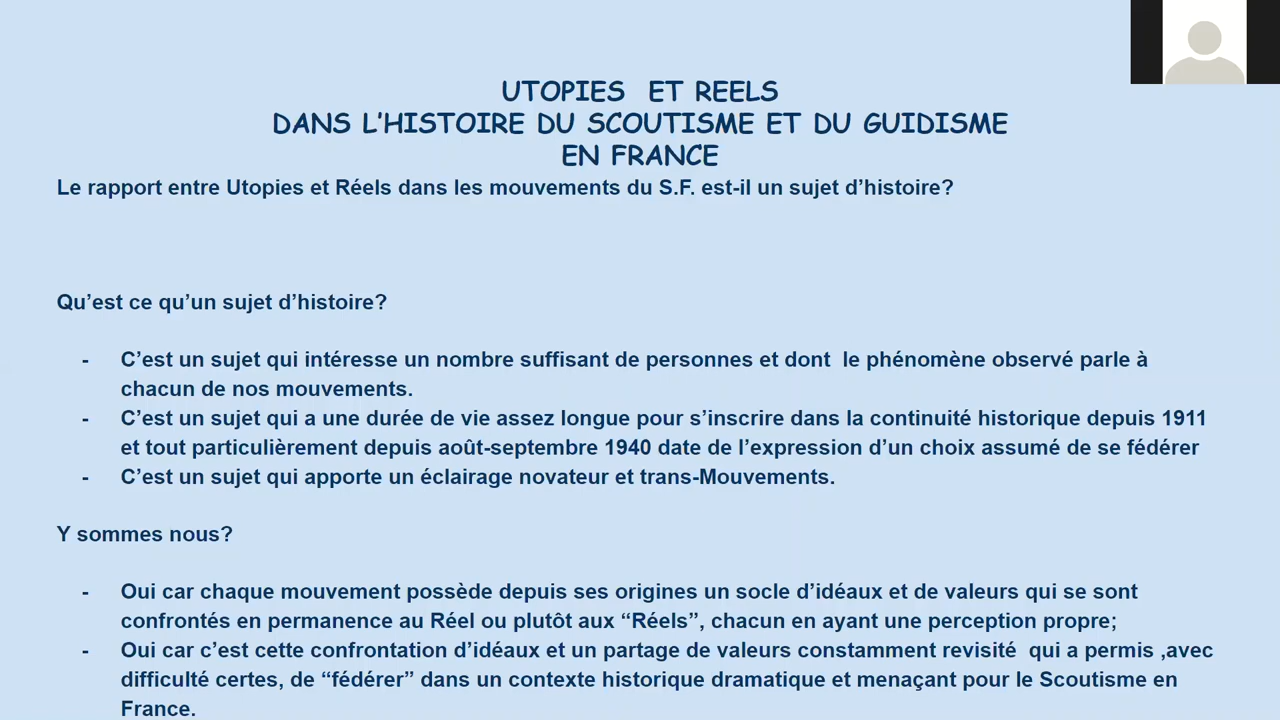 UTOPIES ET REELS
DANS L’HISTOIRE DU SCOUTISME ET DU GUIDISME
EN FRANCE
Le rapport entre Utopies et Réels dans les mouvements du S.F. est-il un sujet d’histoire?
Qu’est ce qu’un sujet d’histoire?
- C’est un sujet qui intéresse un nombre suffisant de personnes et dont le phénomène observé parle à
chacun de nos mouvements.
- C’est un sujet qui a une durée de vie assez longue pour s’inscrire dans la continuité historique depuis 1911
et tout particulièrement depuis août-septembre 1940 date de l’expression d’un choix assumé de se fédérer
- C’est un sujet qui apporte un éclairage novateur et trans-Mouvements.
Y sommes nous?
- Oui car chaque mouvement possède depuis ses origines un socle d’idéaux et de valeurs qui se sont
confrontés en permanence au Réel ou plutôt aux “Réels”, chacun en ayant une perception propre;
- Oui car c’est cette confrontation d’idéaux et un partage de valeurs constamment revisité qui a permis ,avec
difficulté certes, de “fédérer” dans un contexte historique dramatique et menaçant pour le Scoutisme en
France.